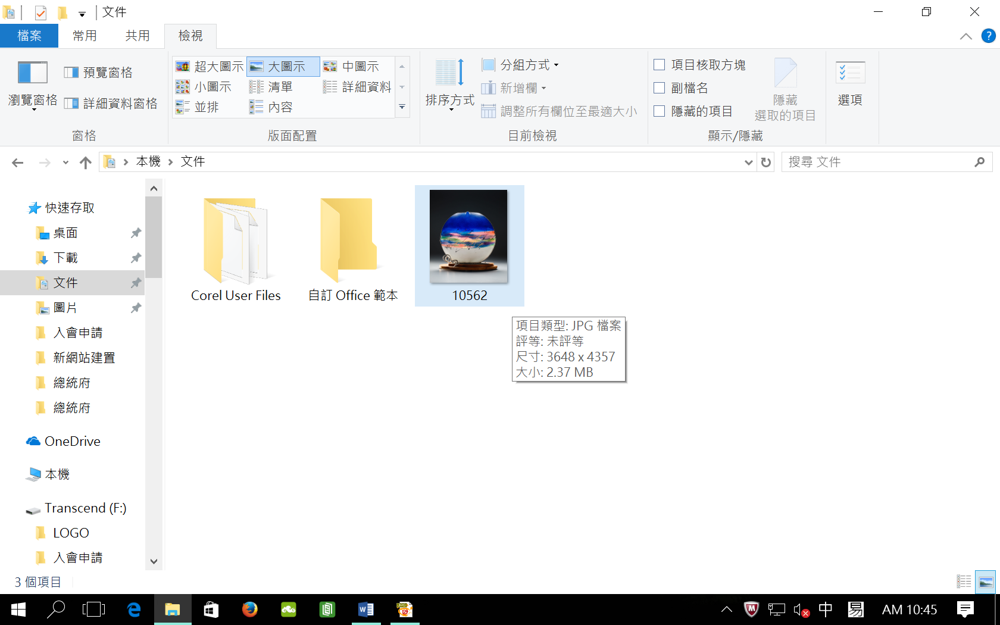 文件
檔案 常用 共用 檢視
瀏覽窗格
預覽窗格
詳細資料窗格
窗格
超大圖示 大圖示 中圖示
小圖示 清單 詳細資料
並排 內容
版面配置
排序方式
分組方式
新增欄
調整所有欄位至最適大小
目前檢視
項目核取方塊
副檔名
隱藏的項目
隱藏
選取的項目
顯示/隱藏
選項
本機 文件
搜尋 文件
快速存取
桌面
下載
文件
圖片
入會申請
新網站建置
總統府
總統府
OneDrive
本機
Transcend (F:)
LOGO
入會申請
Corel User Files
自訂 Office 範本
10562
項目類型: JPG 檔案
評等: 未評等
尺寸: 3648 x 4357
大小: 2.37 MB
3 個項目
中 易 AM 10:45